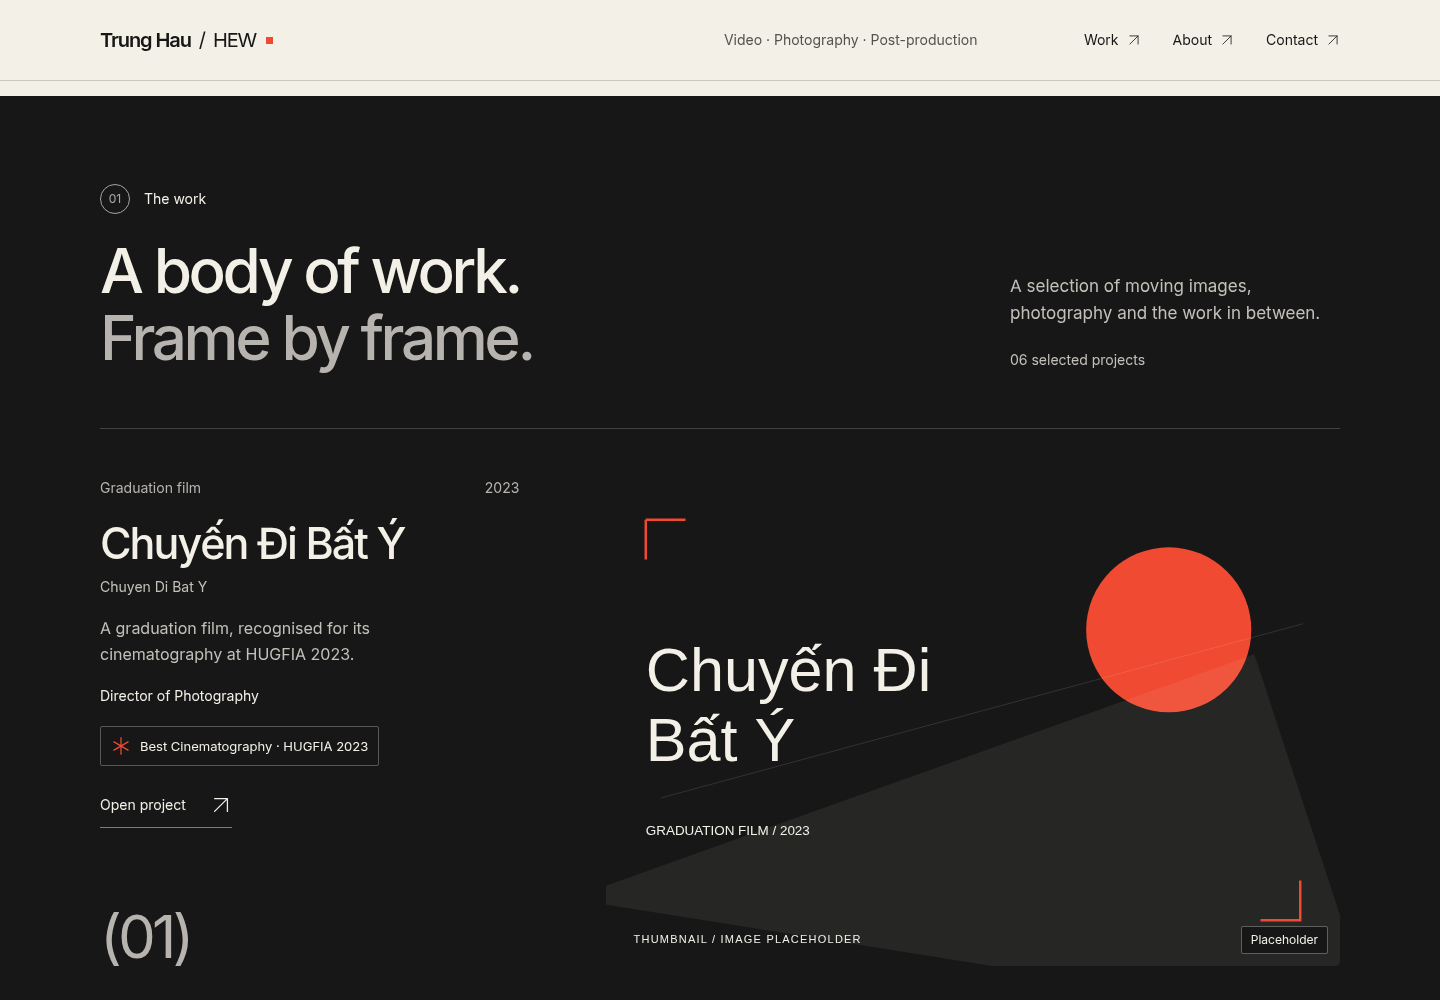 Trung Hau / HEW
Video · Photography · Post-production
Work
About
Contact
01
The work
A body of work.
Frame by frame.
A selection of moving images,
photography and the work in between.
06 selected projects
Graduation film
2023
Chuyến Đi Bất Ý
Chuyen Di Bat Y
A graduation film, recognised for its
cinematography at HUGFIA 2023.
Director of Photography
Best Cinematography · HUGFIA 2023
Open project
(01)
Chuyến Đi
Bất Ý
GRADUATION FILM / 2023
THUMBNAIL / IMAGE PLACEHOLDER
Placeholder